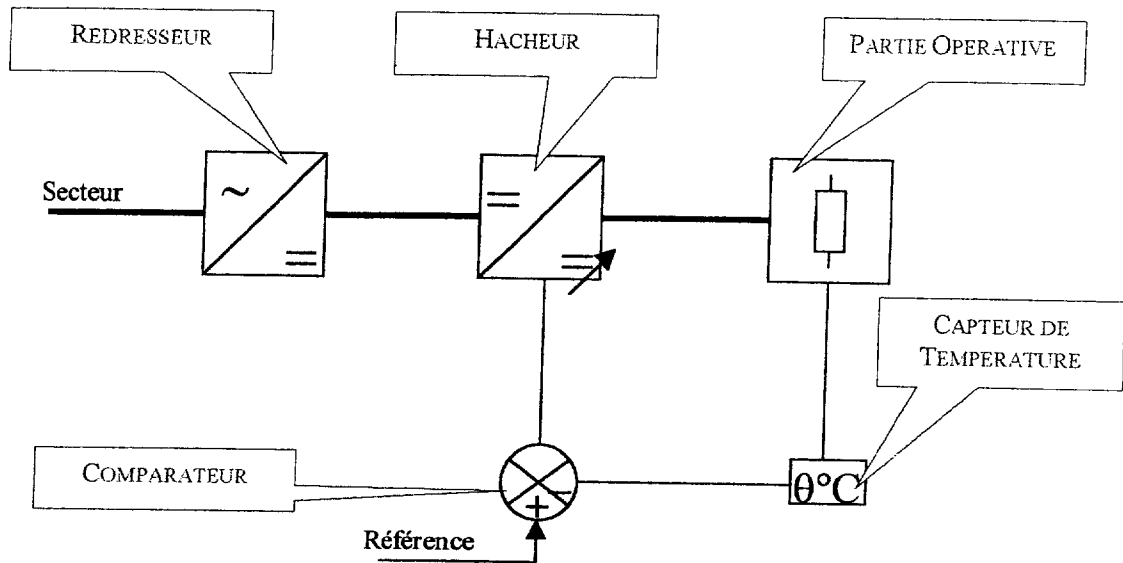 REDRESSEUR
HACHEUR
PARTIE OPERATIVE
Secteur
~
=
=
=
CAPTEUR DE
TEMPERATURE
COMPARATEUR
+
-
θ°C
Référence